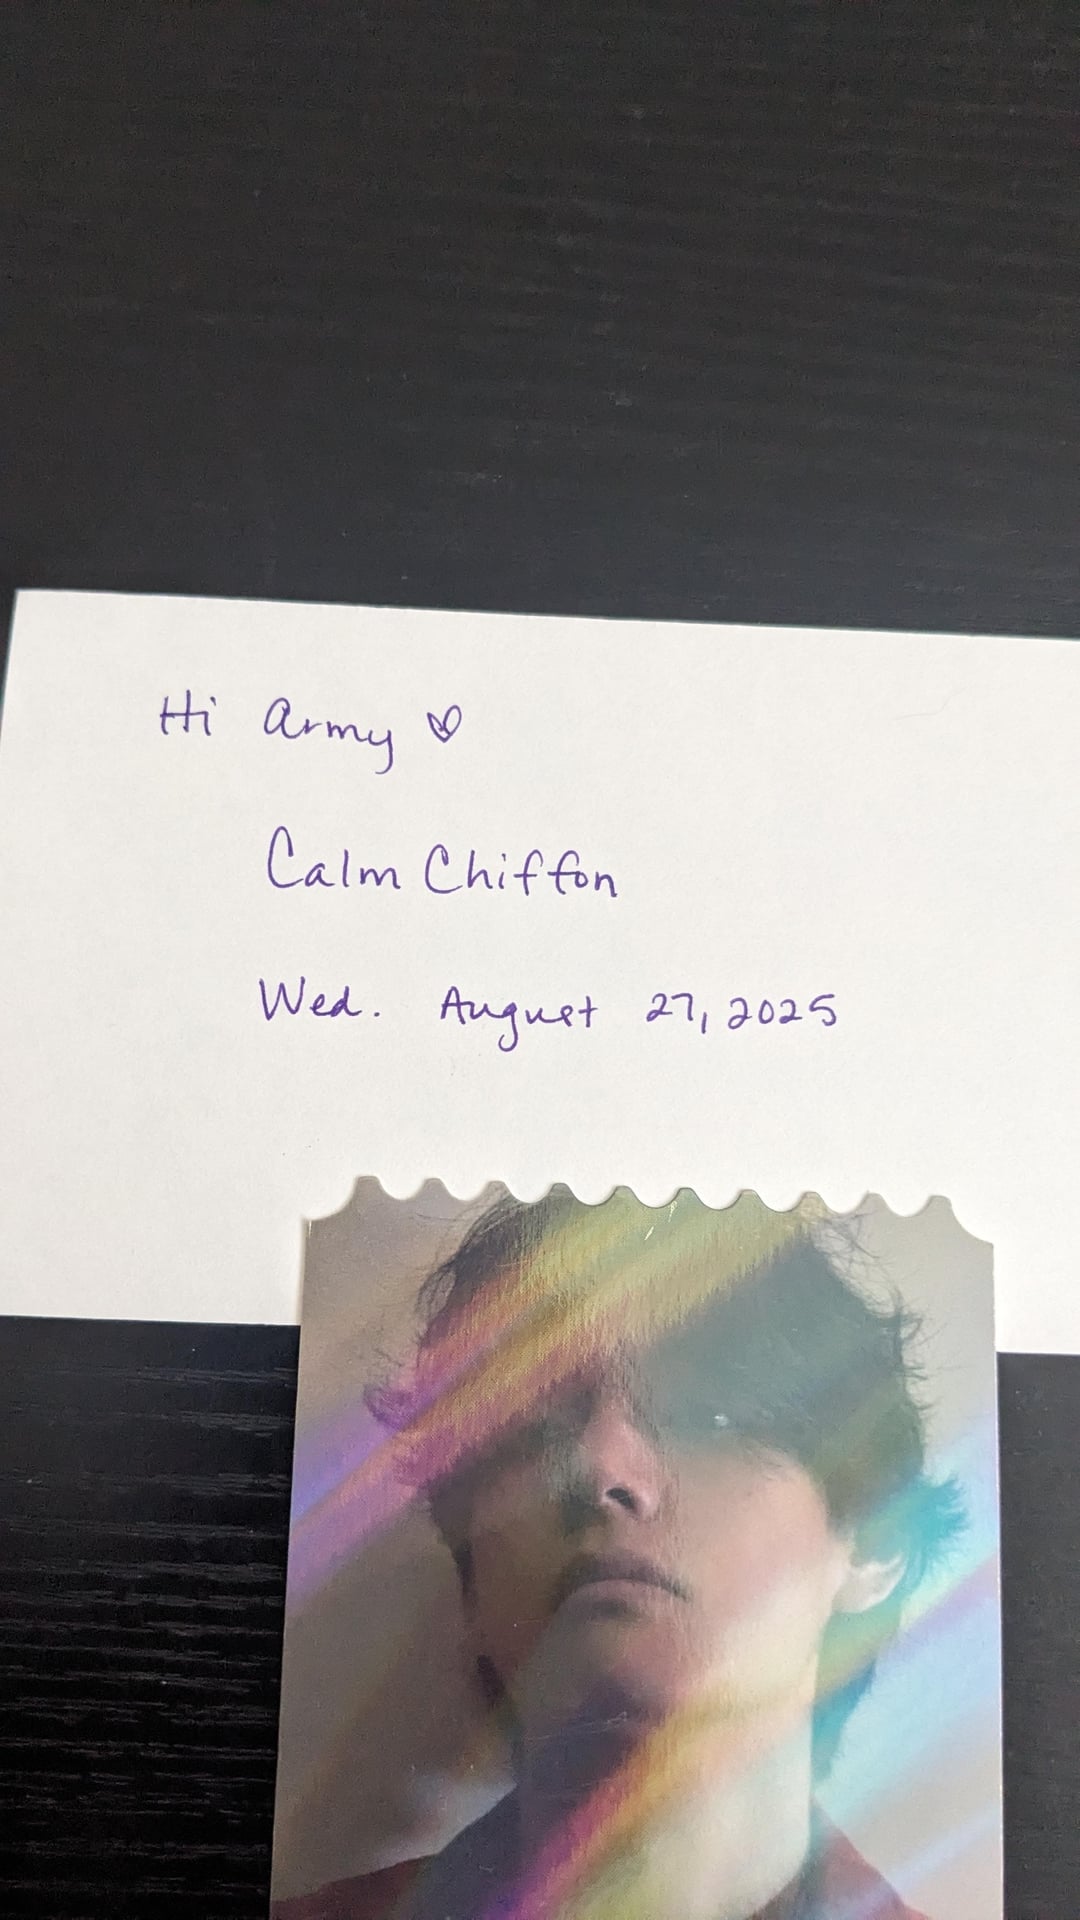 Hi Army ♡
Calm Chiffon
Wed. August 27, 2025